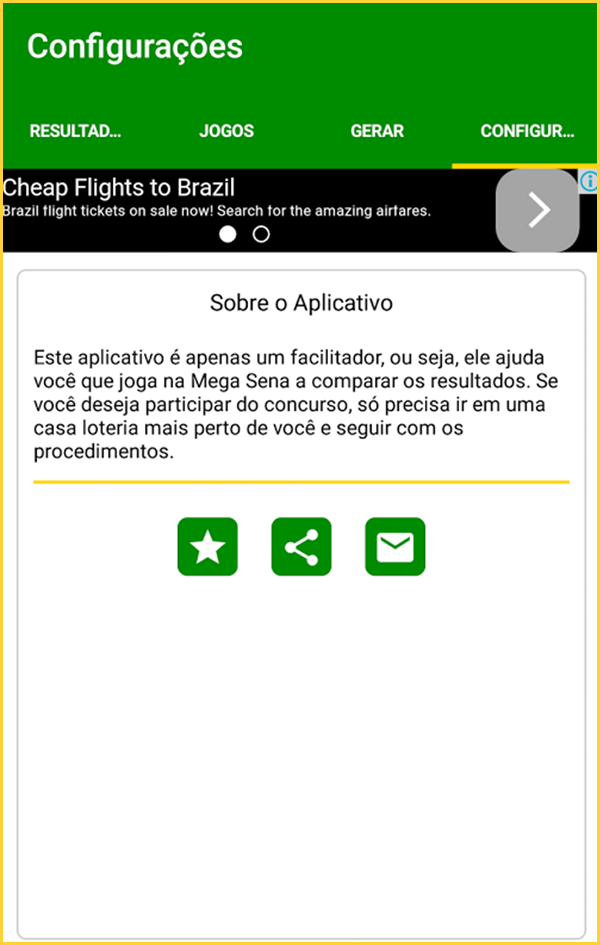 Configurações
RESULTAD... JOGOS GERAR CONFIGUR...
Cheap Flights to Brazil
Brazil flight tickets on sale now! Search for the amazing airfares.
Sobre o Aplicativo
Este aplicativo é apenas um facilitador, ou seja, ele ajuda
você que joga na Mega Sena a comparar os resultados. Se
você deseja participar do concurso, só precisa ir em uma
casa loteria mais perto de você e seguir com os
procedimentos.